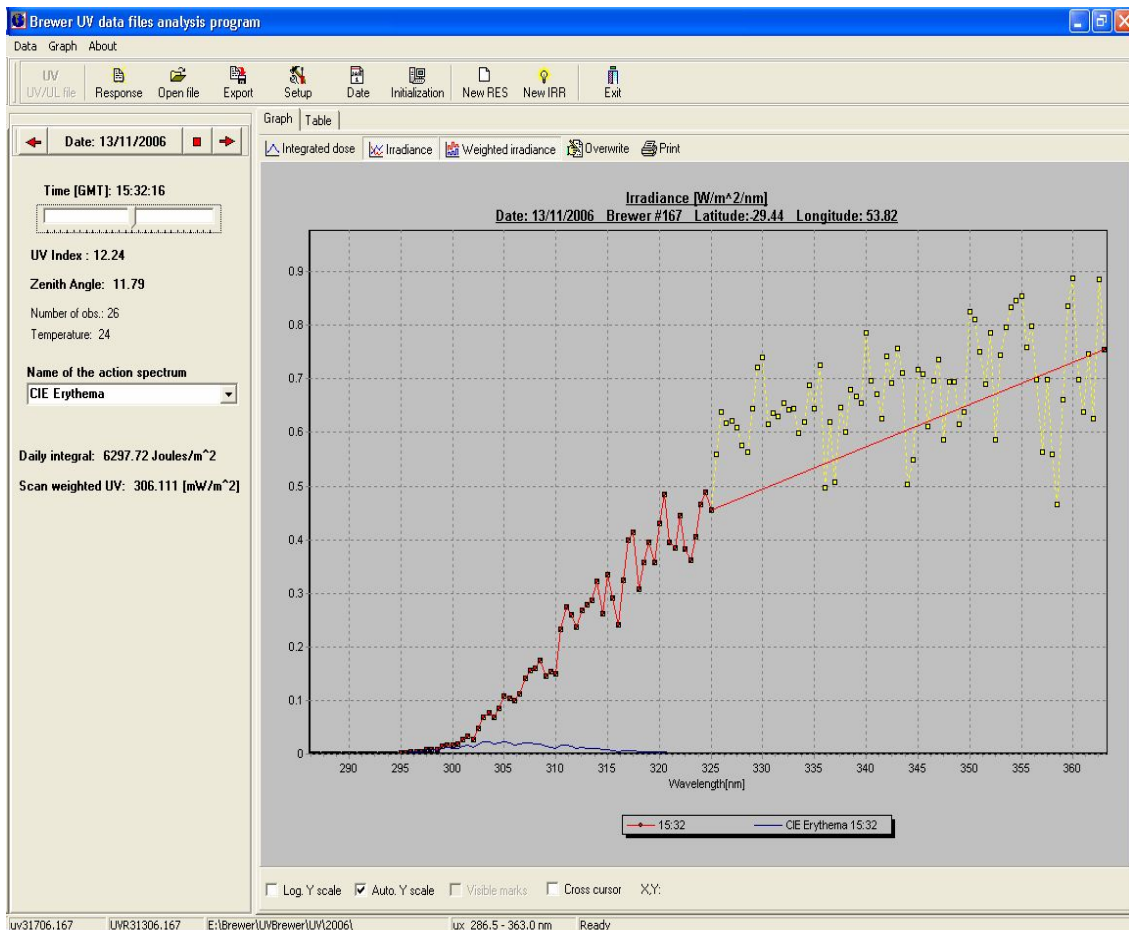 Brewer UV data files analysis program
Data Graph About
UV
UV/UL file Response Open file Export Setup Date Initialization New RES New IRR Exit
Date: 13/11/2006
Time [GMT]: 15:32:16
UV Index : 12.24
Zenith Angle: 11.79
Number of obs.: 26
Temperature: 24
Name of the action spectrum
CIE Erythema
Daily integral: 6297.72 Joules/m^2
Scan weighted UV: 306.111 [mW/m^2]
Graph Table
Integrated dose Irradiance Weighted irradiance Overwrite Print
Irradiance [W/m^2/nm]
Date: 13/11/2006 Brewer #167 Latitude:-29.44 Longitude: 53.82
0.9
0.8
0.7
0.6
0.5
0.4
0.3
0.2
0.1
0
290 295 300 305 310 315 320 325 330 335 340 345 350 355 360
Wavelength[nm]
15:32 CIE Erythema 15:32
Log. Y scale Auto. Y scale Visible marks Cross cursor X,Y:
uv31706.167 UVR31306.167 E:\Brewer\UVBrewer\UV\2006\ ux 286.5 - 363.0 nm Ready